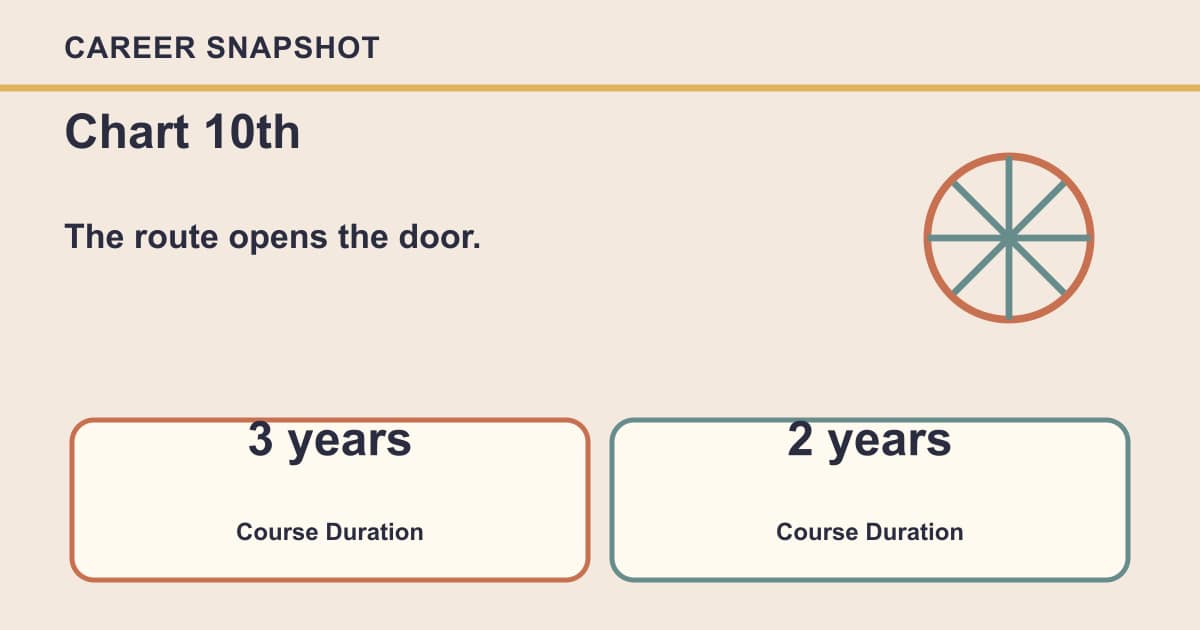 CAREER SNAPSHOT
Chart 10th
The route opens the door.
3 years
Course Duration
2 years
Course Duration